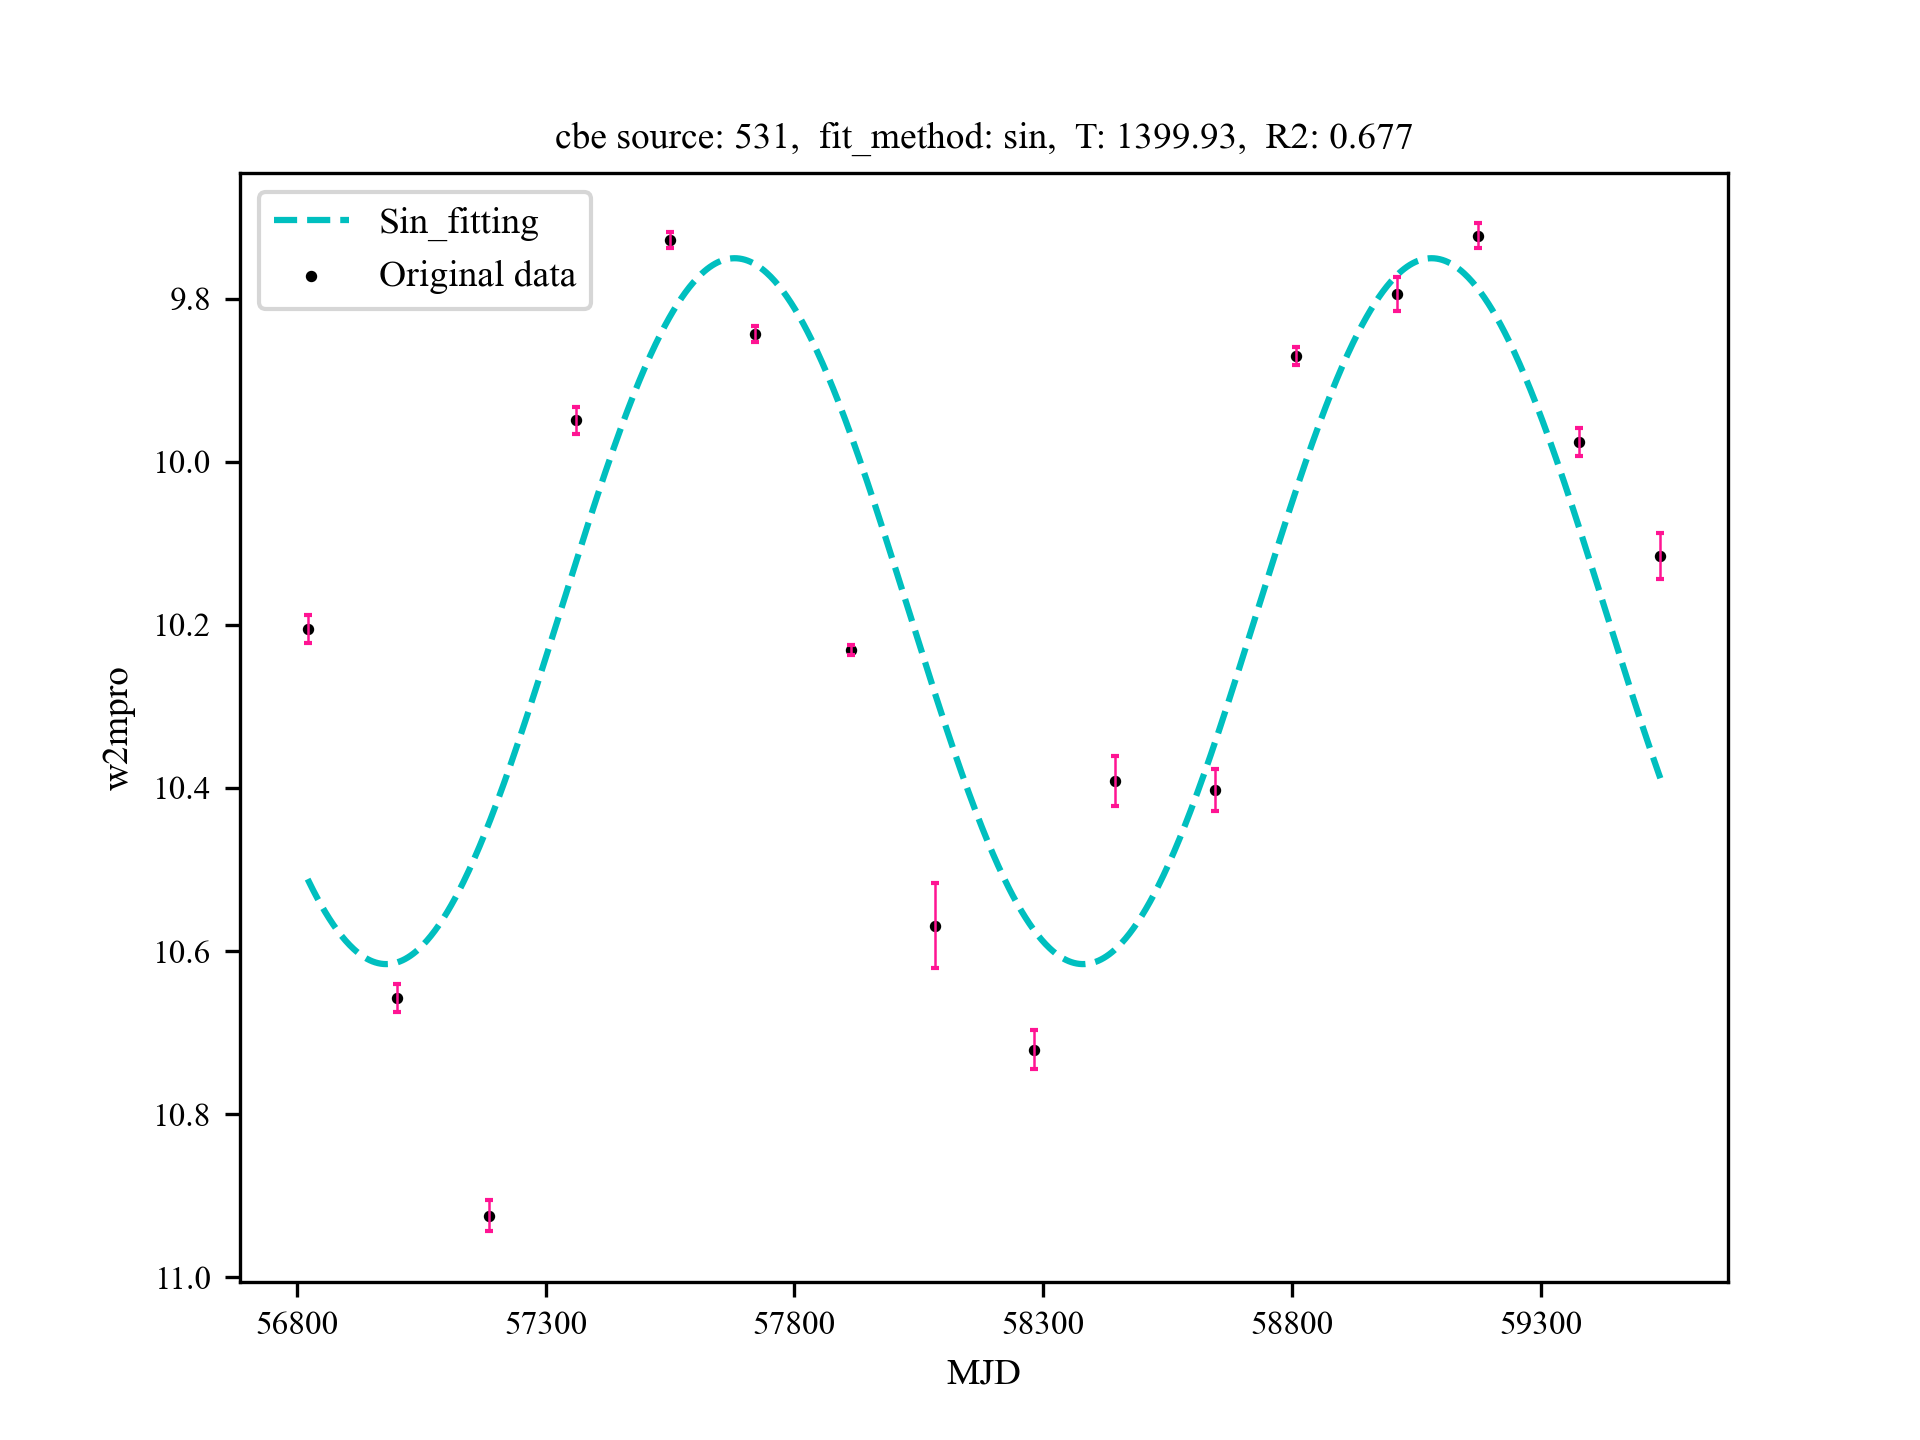 cbe source: 531,  fit_method: sin,  T: 1399.93,  R2: 0.677
Sin_fitting
Original data
9.8
10.0
10.2
10.4
10.6
10.8
11.0
w2mpro
56800
57300
57800
58300
58800
59300
MJD